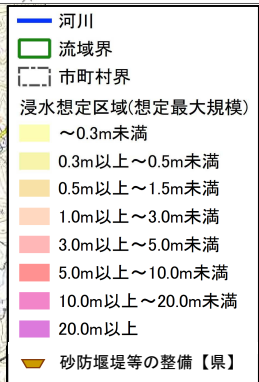 河川
流域界
市町村界
浸水想定区域(想定最大規模)
～0.3m未満
0.3m以上～0.5m未満
0.5m以上～1.5m未満
1.0m以上～3.0m未満
3.0m以上～5.0m未満
5.0m以上～10.0m未満
10.0m以上～20.0m未満
20.0m以上
砂防堰堤等の整備【県】